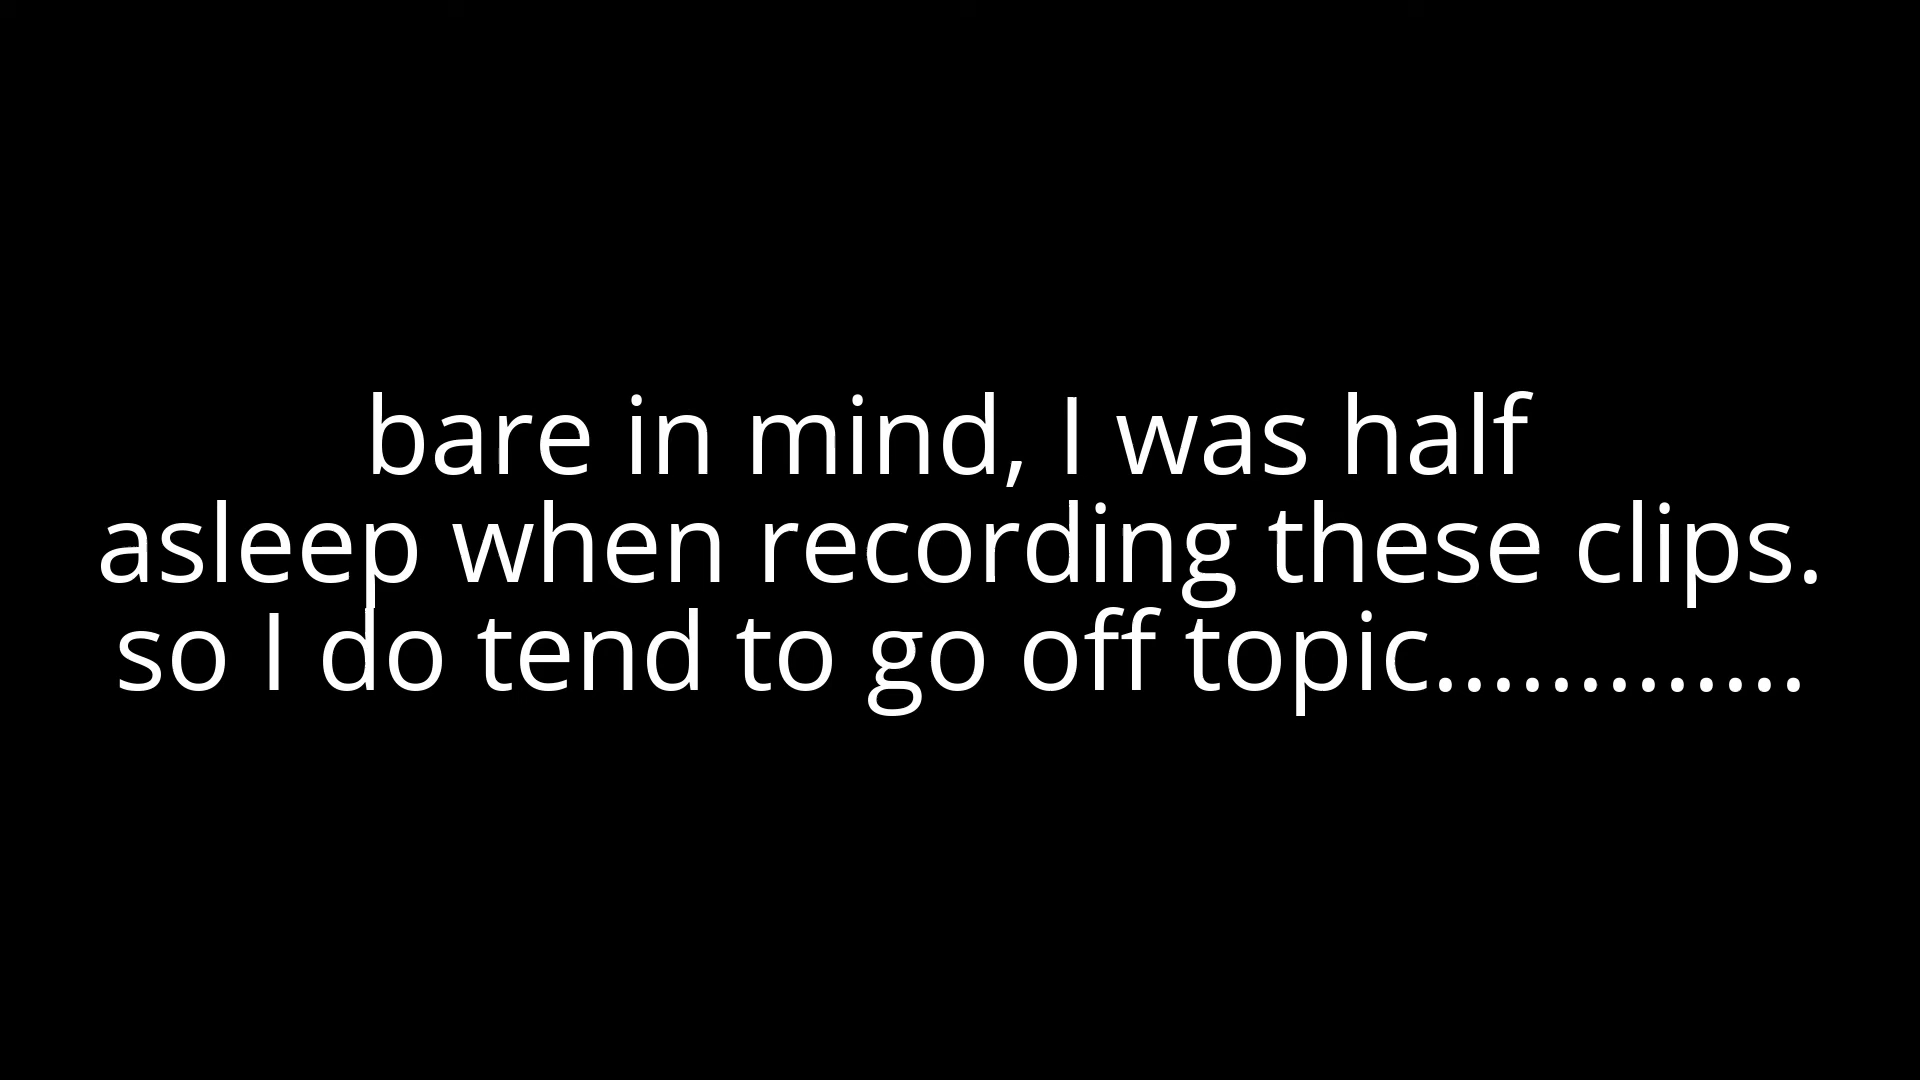 bare in mind, I was half
asleep when recording these clips.
so I do tend to go off topic.............